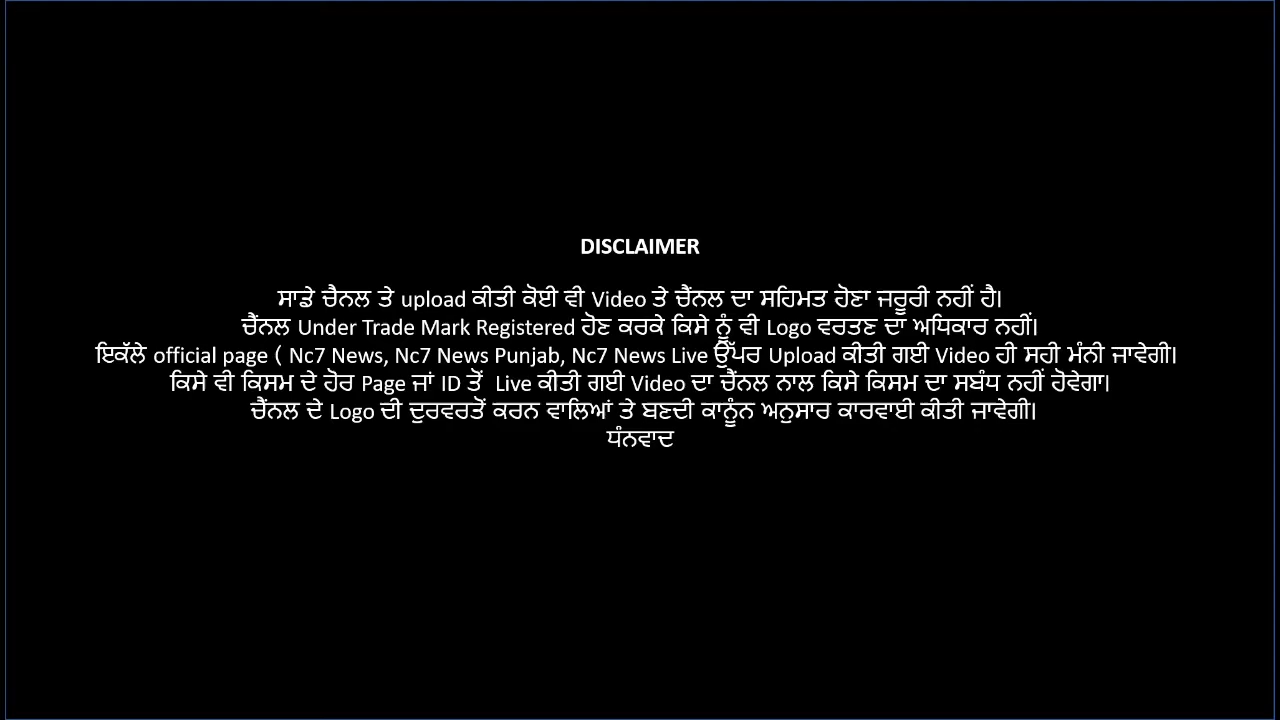 DISCLAIMER
ਸਾਡੇ ਚੈਨਲ ਤੇ upload ਕੀਤੀ ਕੋਈ ਵੀ Video ਤੇ ਚੈੱਨਲ ਦਾ ਸਹਿਮਤ ਹੋਣਾ ਜਰੂਰੀ ਨਹੀਂ ਹੈ।
ਚੈੱਨਲ Under Trade Mark Registered ਹੋਣ ਕਰਕੇ ਕਿਸੇ ਨੂੰ ਵੀ Logo ਵਰਤਣ ਦਾ ਅਧਿਕਾਰ ਨਹੀਂ।
ਇਕੱਲੇ official page ( Nc7 News, Nc7 News Punjab, Nc7 News Live ਉੱਪਰ Upload ਕੀਤੀ ਗਈ Video ਹੀ ਸਹੀ ਮੰਨੀ ਜਾਵੇਗੀ।
ਕਿਸੇ ਵੀ ਕਿਸਮ ਦੇ ਹੋਰ Page ਜਾਂ ID ਤੋਂ Live ਕੀਤੀ ਗਈ Video ਦਾ ਚੈੱਨਲ ਨਾਲ ਕਿਸੇ ਕਿਸਮ ਦਾ ਸਬੰਧ ਨਹੀਂ ਹੋਵੇਗਾ।
ਚੈੱਨਲ ਦੇ Logo ਦੀ ਦੁਰਵਰਤੋਂ ਕਰਨ ਵਾਲਿਆਂ ਤੇ ਬਣਦੀ ਕਾਨੂੰਨ ਅਨੁਸਾਰ ਕਾਰਵਾਈ ਕੀਤੀ ਜਾਵੇਗੀ।
ਧੰਨਵਾਦ